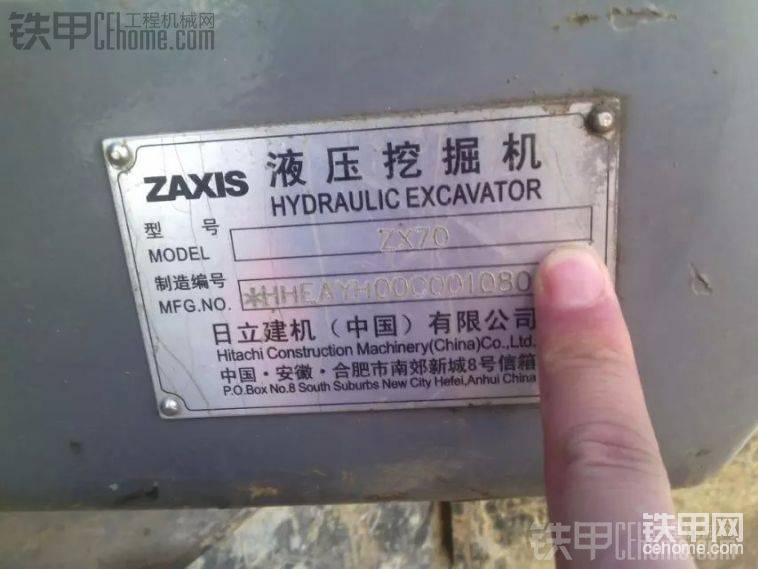 铁甲 工程机械网 CEhome.com
ZAXIS 液压挖掘机
HYDRAULIC EXCAVATOR
型号
MODEL ZX70
制造编号
MFG.NO. *HHEAYH00C001080
日立建机（中国）有限公司
Hitachi Construction Machinery(China)Co.,Ltd.
中国·安徽·合肥市南郊新城8号信箱
P.O.Box No.8 South Suburbs New City Hefei,Anhui China
铁甲网
cehome.com